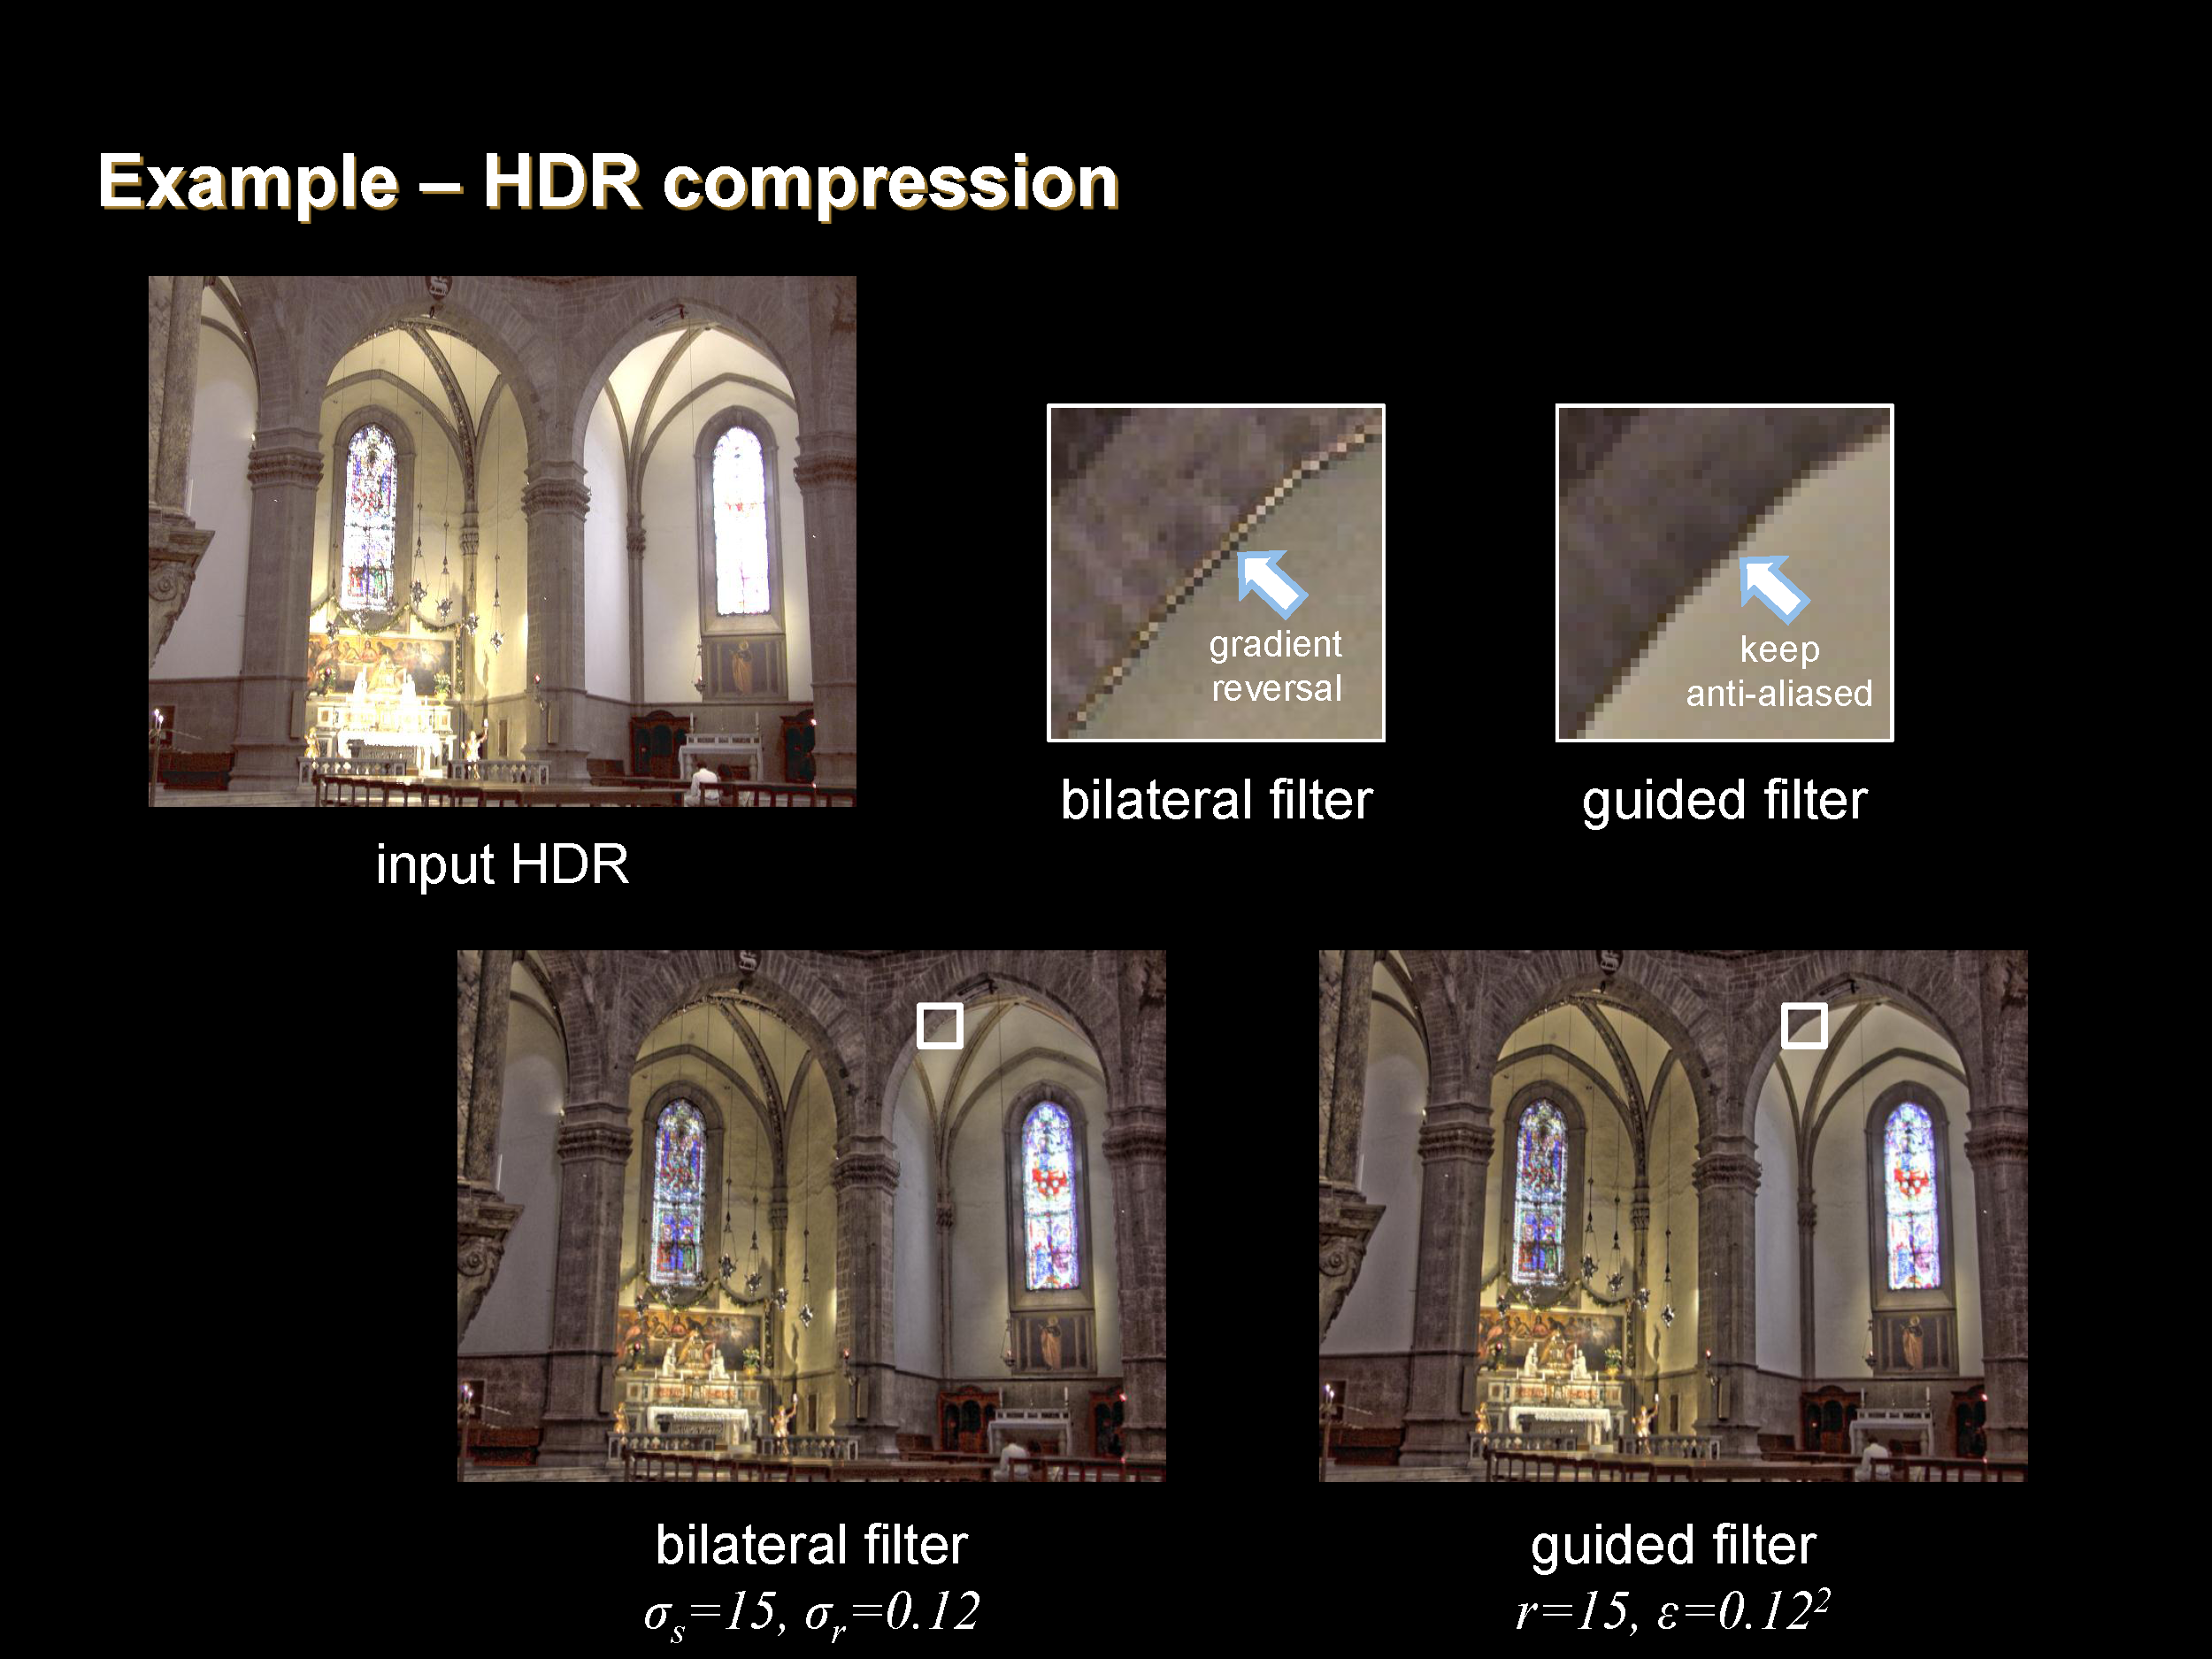 Example – HDR compression
gradient
reversal
keep
anti-aliased
bilateral filter
guided filter
input HDR
bilateral filter
σs=15, σr=0.12
guided filter
r=15, ε=0.12²